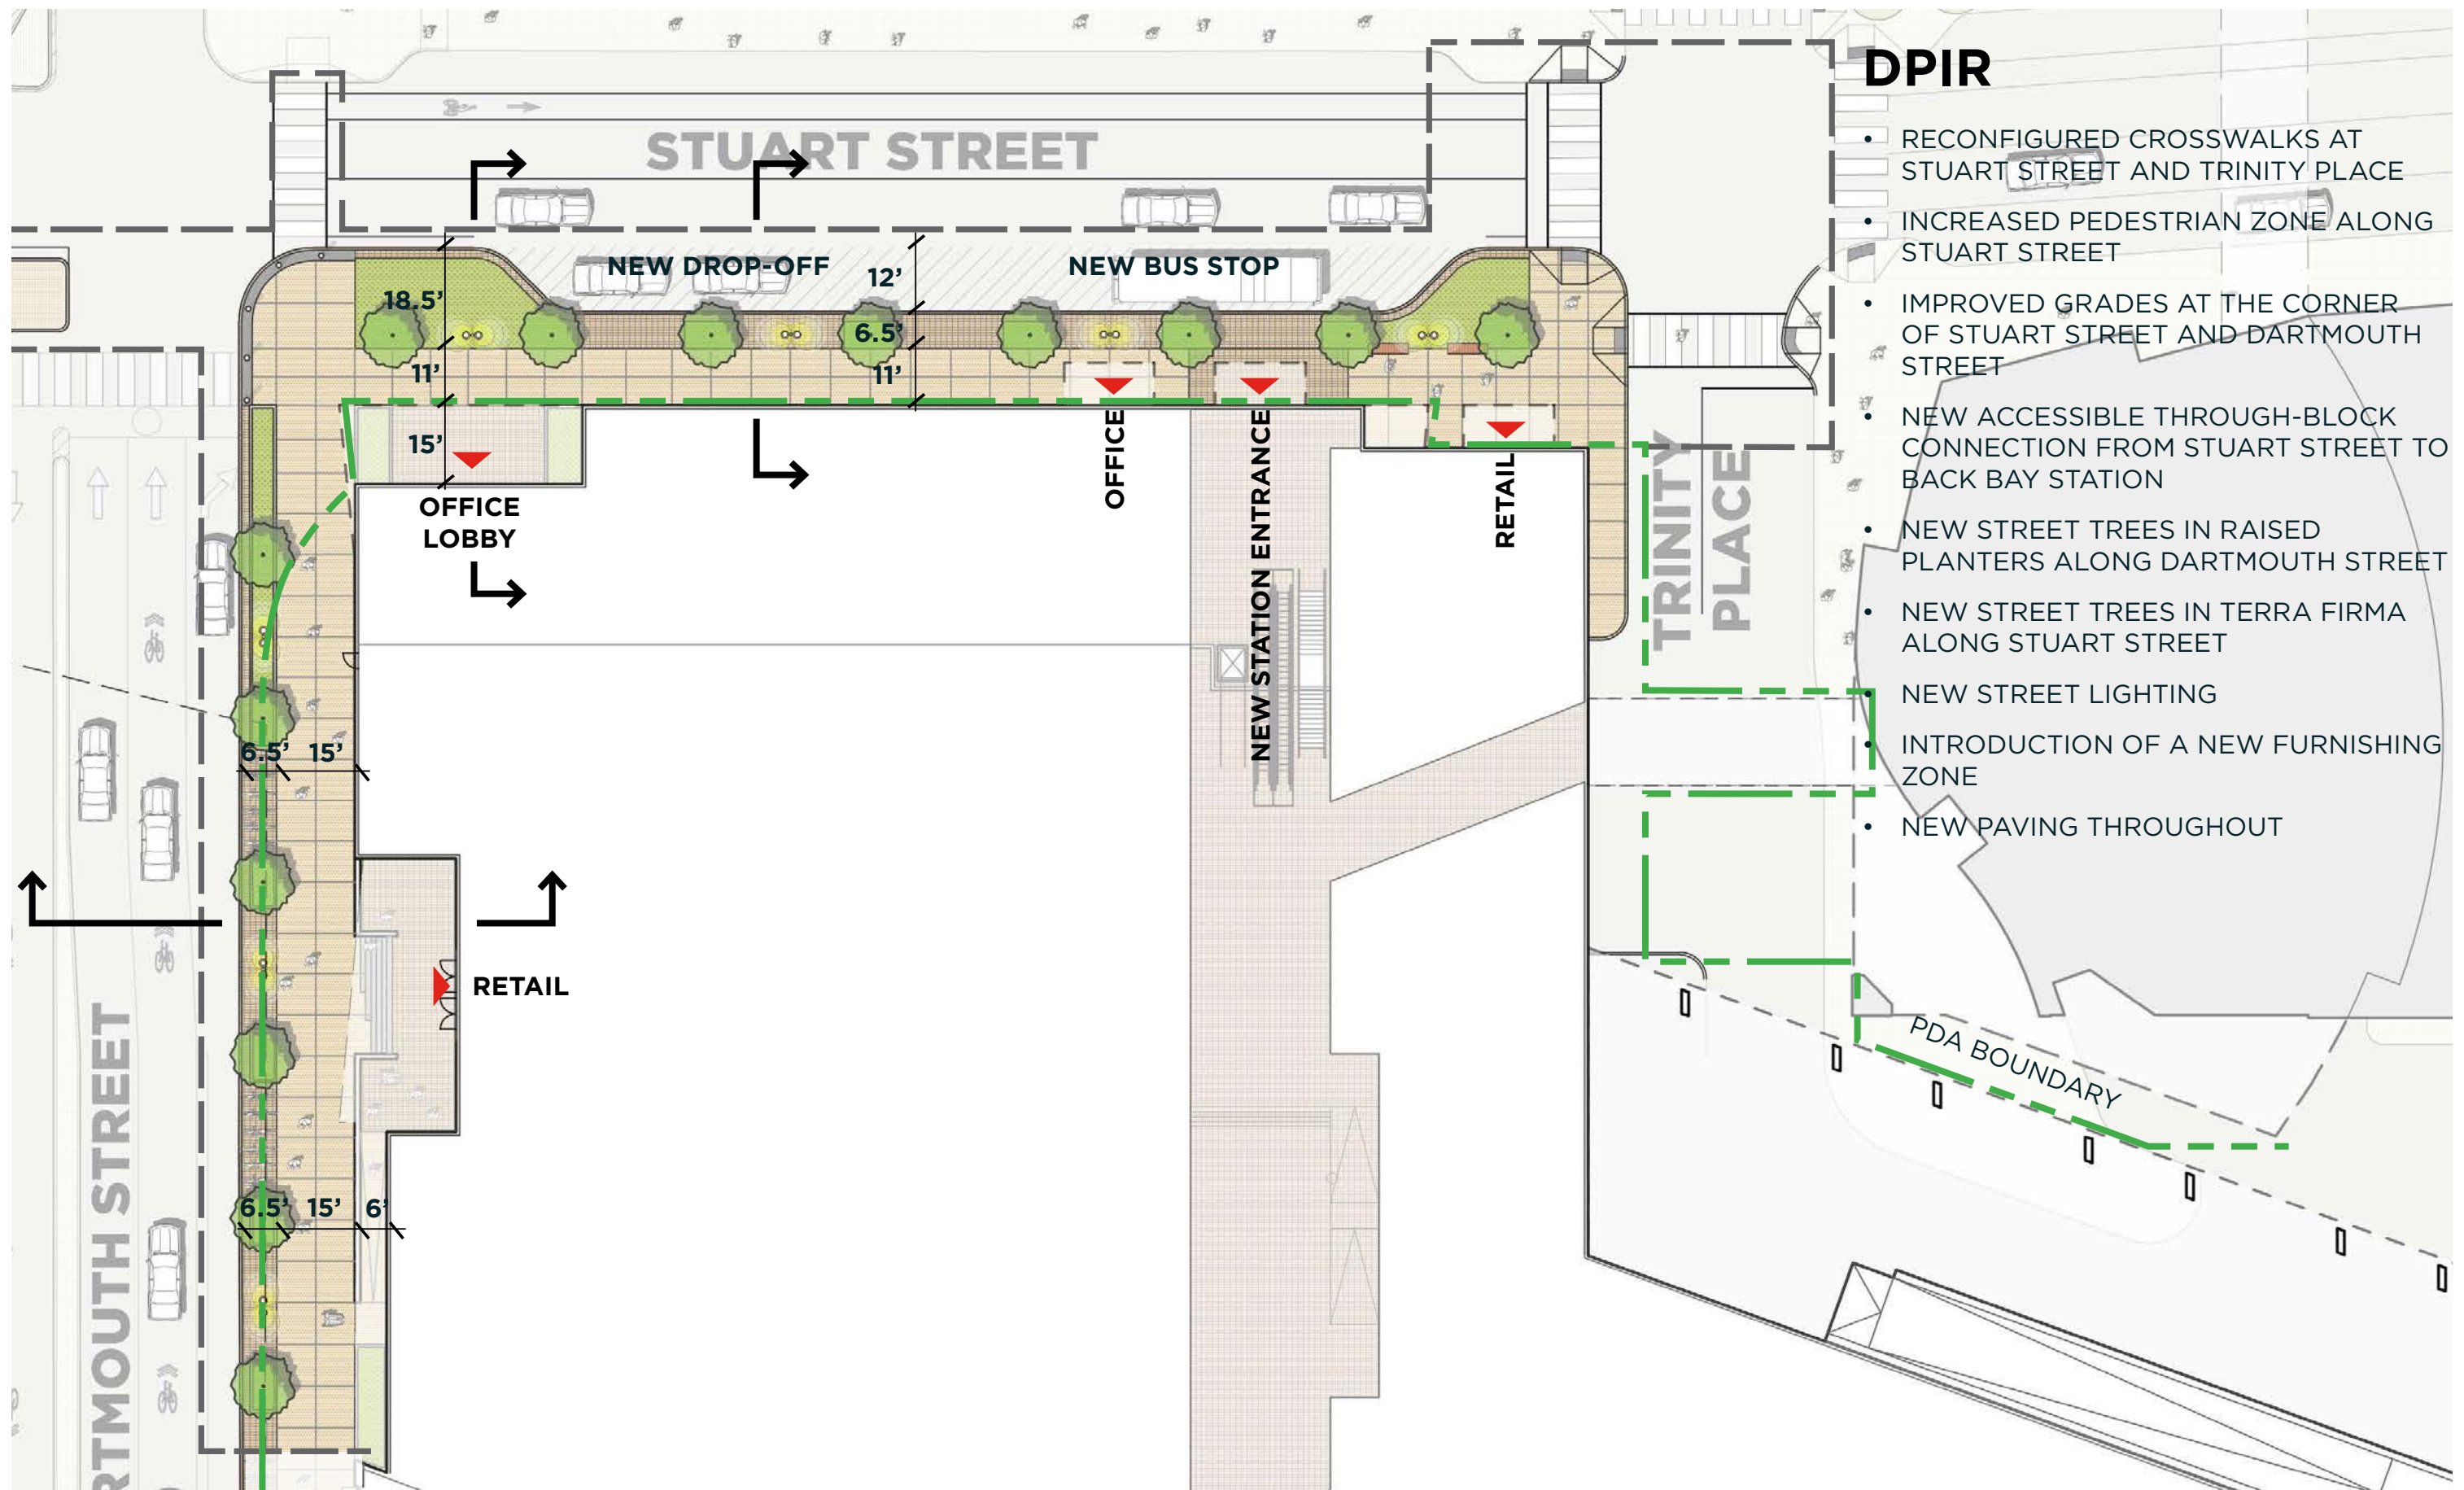 DPIR
• RECONFIGURED CROSSWALKS AT
STUART STREET AND TRINITY PLACE
• INCREASED PEDESTRIAN ZONE ALONG
STUART STREET
• IMPROVED GRADES AT THE CORNER
OF STUART STREET AND DARTMOUTH
STREET
• NEW ACCESSIBLE THROUGH-BLOCK
CONNECTION FROM STUART STREET TO
BACK BAY STATION
• NEW STREET TREES IN RAISED
PLANTERS ALONG DARTMOUTH STREET
• NEW STREET TREES IN TERRA FIRMA
ALONG STUART STREET
• NEW STREET LIGHTING
• INTRODUCTION OF A NEW FURNISHING
ZONE
• NEW PAVING THROUGHOUT
STUART STREET
NEW DROP-OFF
12’
NEW BUS STOP
18.5’
6.5’
11’
11’
15’
OFFICE
LOBBY
OFFICE
NEW STATION ENTRANCE
RETAIL
TRINITY
PLACE
6.5’
15’
RETAIL
6.5’
15’
6’
RTMOUTH STREET
PDA BOUNDARY